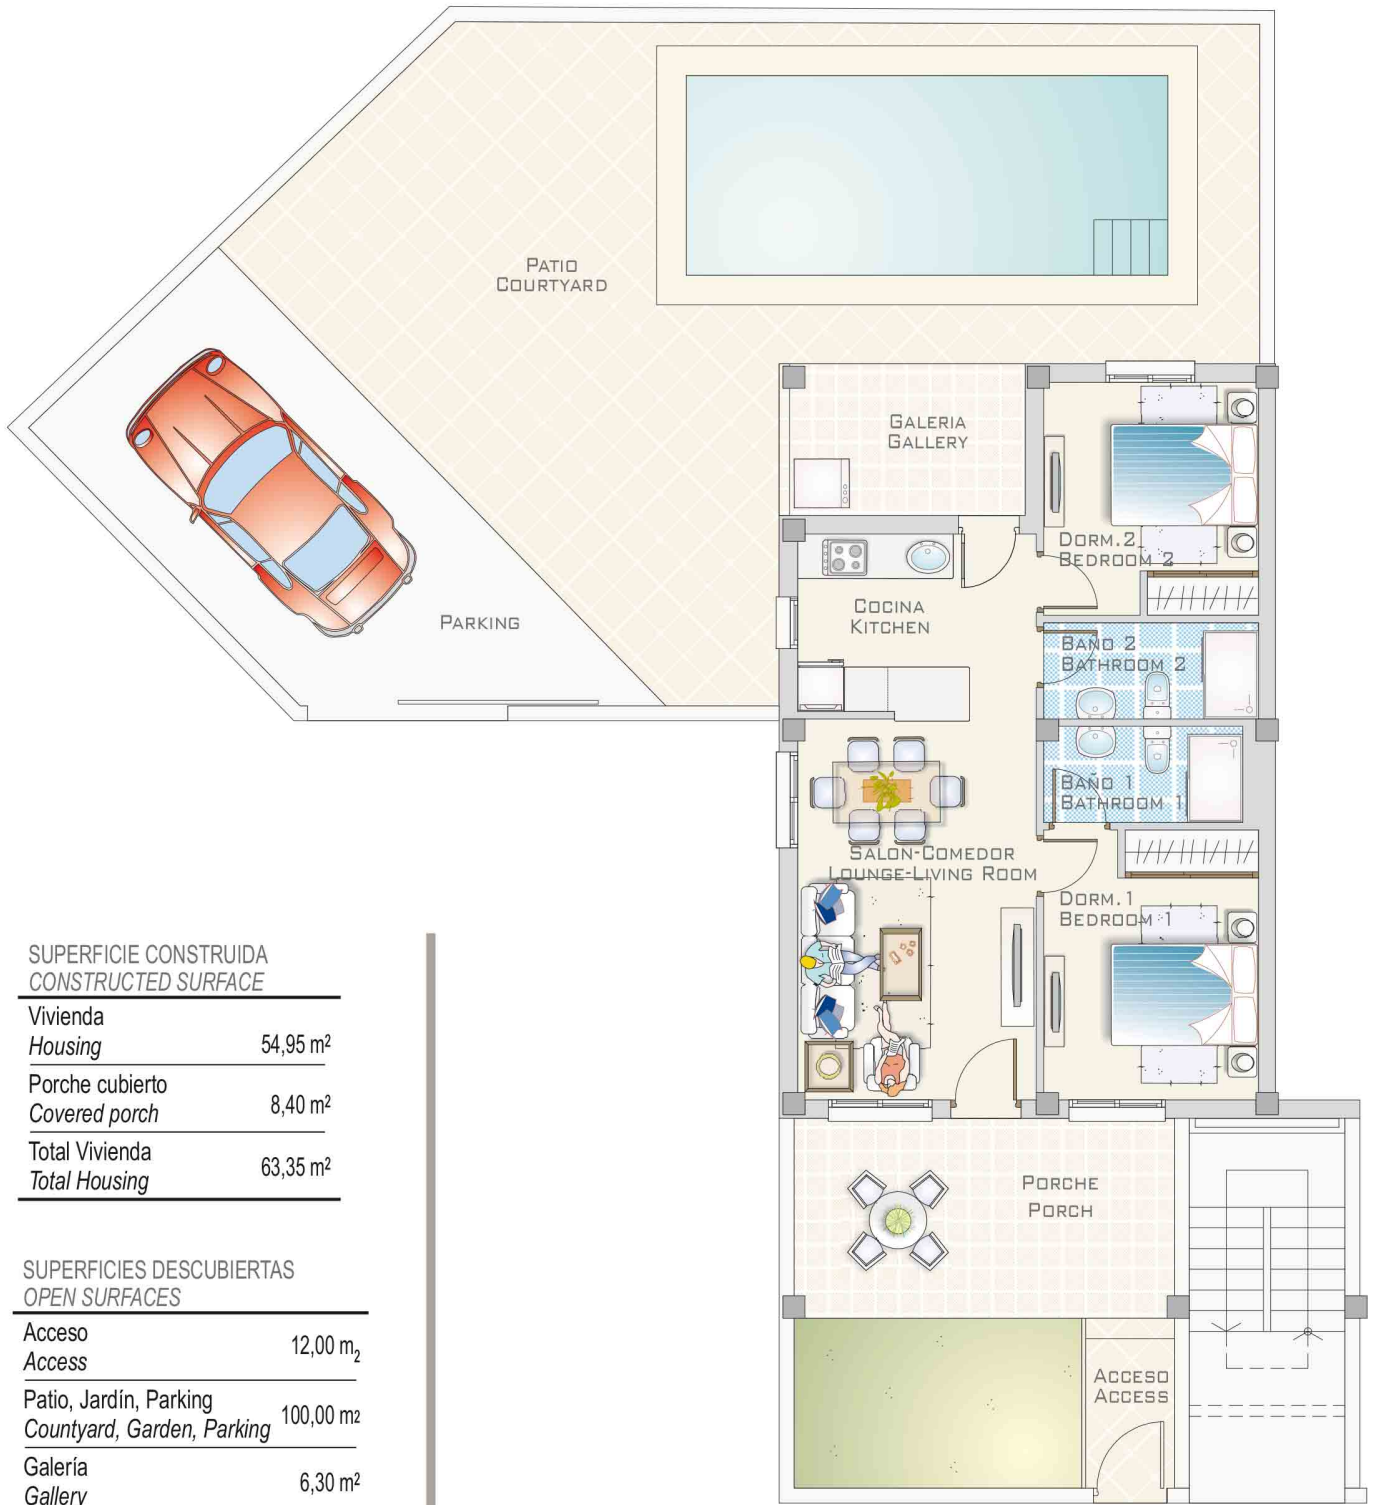 PATIO
COURTYARD
GALERIA
GALLERY
DORM.2
BEDROOM 2
PARKING
COCINA
KITCHEN
BAÑO 2
BATHROOM 2
BAÑO 1
BATHROOM 1
SALON-COMEDOR
LOUNGE-LIVING ROOM
DORM.1
BEDROOM 1
PORCHE
PORCH
ACCESO
ACCESS
SUPERFICIE CONSTRUIDA
CONSTRUCTED SURFACE
Vivienda
Housing 54,95 m²
Porche cubierto
Covered porch 8,40 m²
Total Vivienda
Total Housing 63,35 m²
SUPERFICIES DESCUBIERTAS
OPEN SURFACES
Acceso
Access 12,00 m₂
Patio, Jardín, Parking
Countyard, Garden, Parking 100,00 m²
Galería
Gallery 6,30 m²